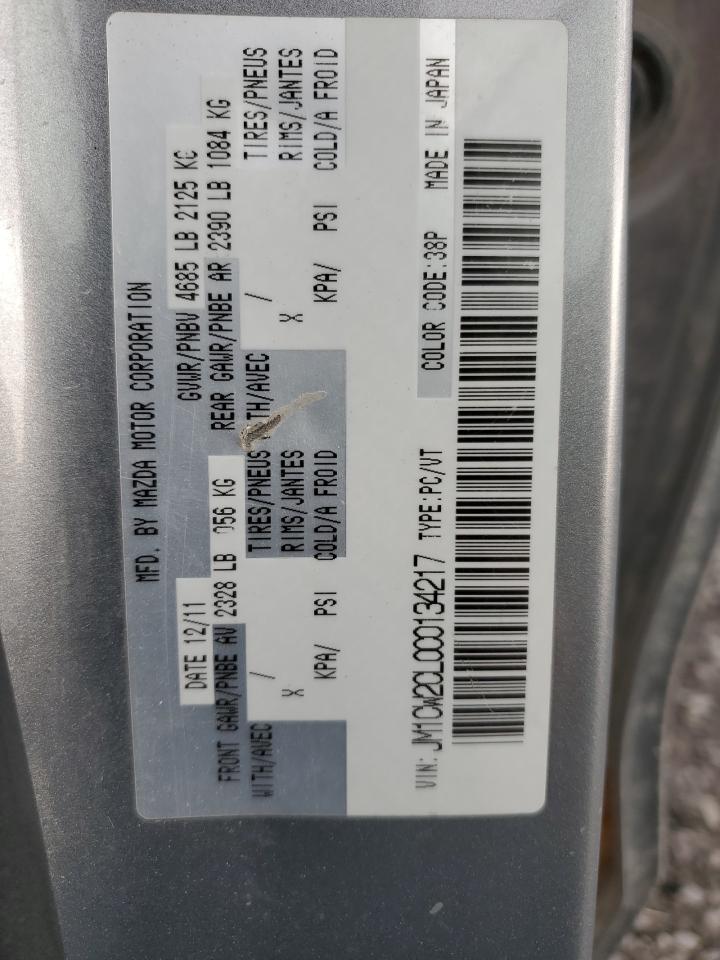 MFD. BY MAZDA MOTOR CORPORATION
DATE 12/11 GVWR/PNBV 4685 LB 2125 KG
FRONT GAWR/PNBE AV 2328 LB KG REAR GAWR/PNBE AR 2390 LB 1084 KG
WITH/AVEC / TIRES/PNEUS WITH/AVEC / TIRES/PNEUS
X RIMS/JANTES X RIMS/JANTES
KPA/ PSI COLD/A FROID KPA/ PSI COLD/A FROID
VIN: JM1CW2CL0C0134217 TYPE:PC/VT COLOR CODE:38P MADE IN JAPAN